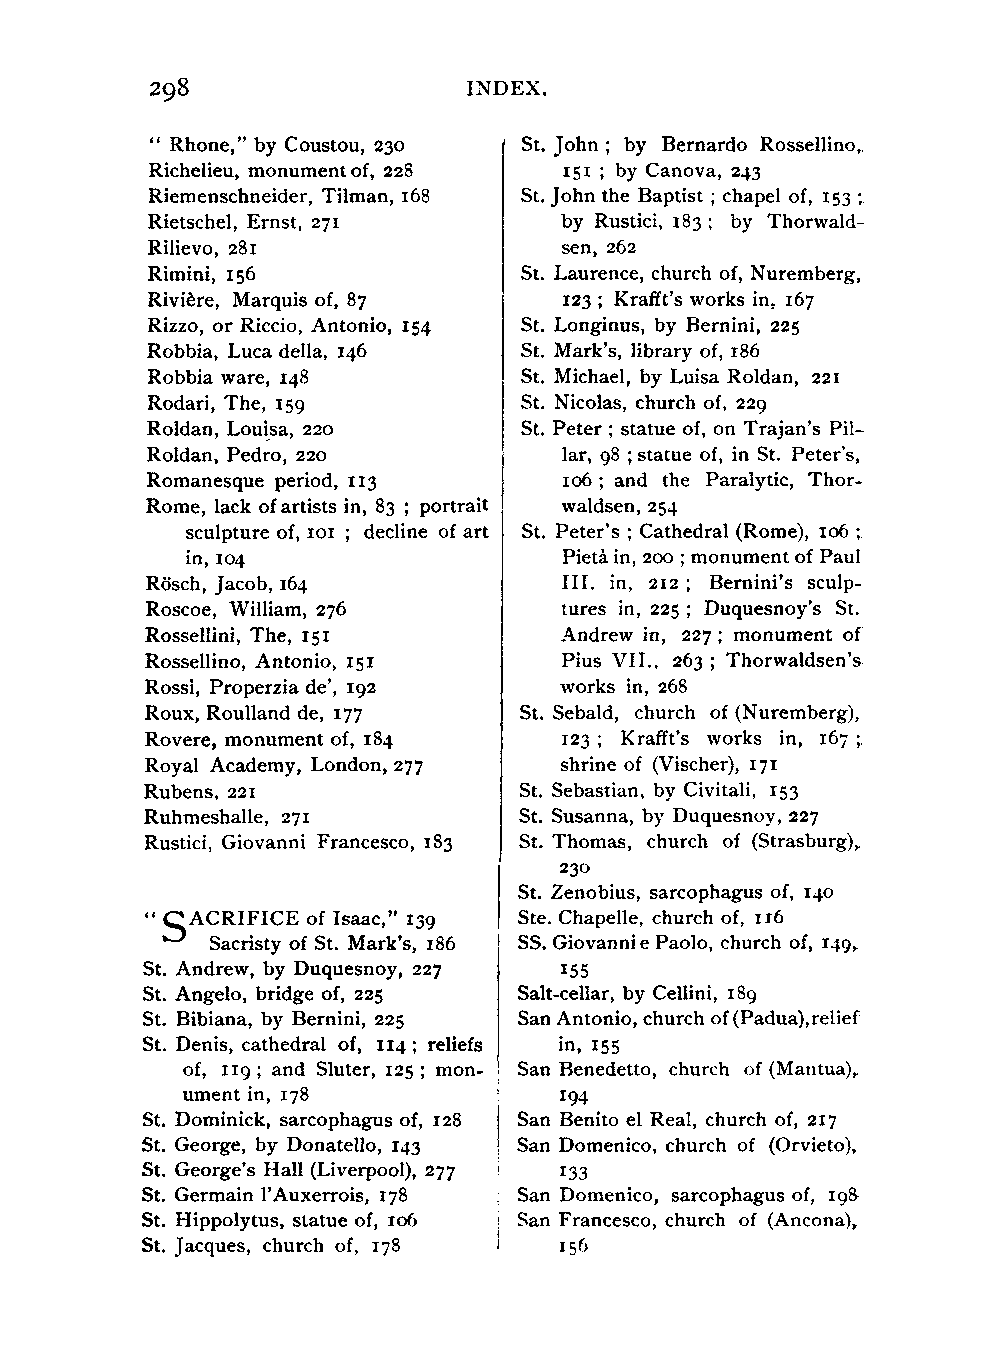 298 INDEX.
“ Rhone,” by Coustou, 230
Richelieu, monument of, 228
Riemenschneider, Tilman, 168
Rietschel, Ernst, 271
Rilievo, 281
Rimini, 156
Rivière, Marquis of, 87
Rizzo, or Riccio, Antonio, 154
Robbia, Luca della, 146
Robbia ware, 148
Rodari, The, 159
Roldan, Louisa, 220
Roldan, Pedro, 220
Romanesque period, 113
Rome, lack of artists in, 83 ; portrait
sculpture of, 101 ; decline of art
in, 104
Rösch, Jacob, 164
Roscoe, William, 276
Rossellini, The, 151
Rossellino, Antonio, 151
Rossi, Properzia de’, 192
Roux, Roulland de, 177
Rovere, monument of, 184
Royal Academy, London, 277
Rubens, 221
Ruhmeshalle, 271
Rustici, Giovanni Francesco, 183
“ SACRIFICE of Isaac,” 139
Sacristy of St. Mark’s, 186
St. Andrew, by Duquesnoy, 227
St. Angelo, bridge of, 225
St. Bibiana, by Bernini, 225
St. Denis, cathedral of, 114 ; reliefs
of, 119 ; and Sluter, 125 ; mon-
ument in, 178
St. Dominick, sarcophagus of, 128
St. George, by Donatello, 143
St. George’s Hall (Liverpool), 277
St. Germain l’Auxerrois, 178
St. Hippolytus, statue of, 106
St. Jacques, church of, 178
St. John ; by Bernardo Rossellino,
151 ; by Canova, 243
St. John the Baptist ; chapel of, 153 ;
by Rustici, 183 ; by Thorwald-
sen, 262
St. Laurence, church of, Nuremberg,
123 ; Krafft’s works in, 167
St. Longinus, by Bernini, 225
St. Mark’s, library of, 186
St. Michael, by Luisa Roldan, 221
St. Nicolas, church of, 229
St. Peter ; statue of, on Trajan’s Pil-
lar, 98 ; statue of, in St. Peter’s,
106 ; and the Paralytic, Thor-
waldsen, 254
St. Peter’s ; Cathedral (Rome), 106 ;
Pietà in, 200 ; monument of Paul
III. in, 212 ; Bernini’s sculp-
tures in, 225 ; Duquesnoy’s St.
Andrew in, 227 ; monument of
Pius VII., 263 ; Thorwaldsen’s
works in, 268
St. Sebald, church of (Nuremberg),
123 ; Krafft’s works in, 167 ;
shrine of (Vischer), 171
St. Sebastian, by Civitali, 153
St. Susanna, by Duquesnoy, 227
St. Thomas, church of (Strasburg),
230
St. Zenobius, sarcophagus of, 140
Ste. Chapelle, church of, 116
SS. Giovanni e Paolo, church of, 149,
155
Salt-cellar, by Cellini, 189
San Antonio, church of (Padua), relief
in, 155
San Benedetto, church of (Mantua),
194
San Benito el Real, church of, 217
San Domenico, church of (Orvieto),
133
San Domenico, sarcophagus of, 198
San Francesco, church of (Ancona),
156